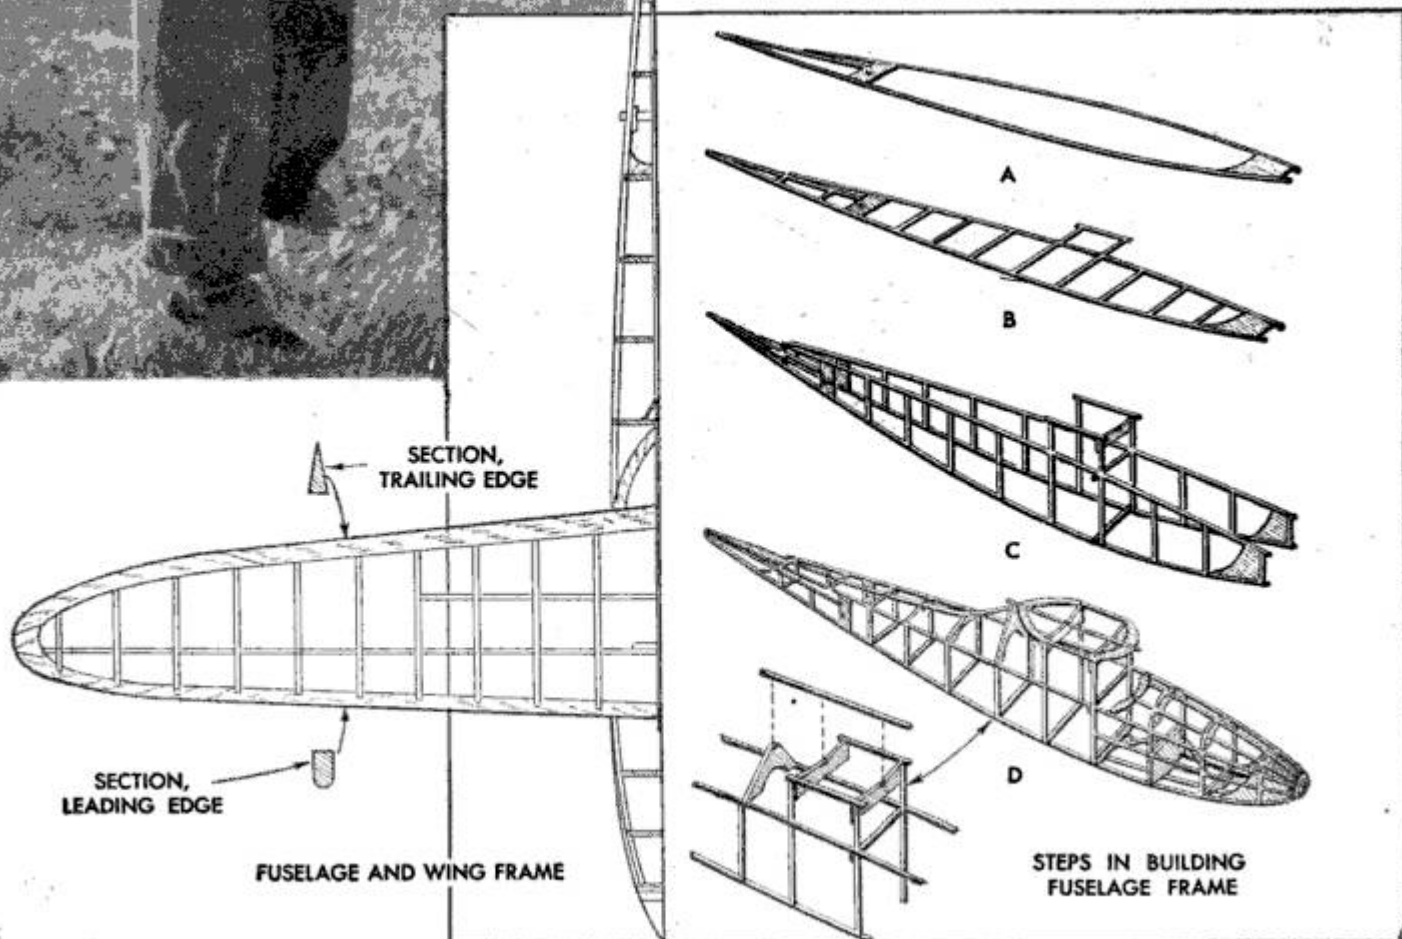 A
B
C
D
SECTION,
TRAILING EDGE
SECTION,
LEADING EDGE
FUSELAGE AND WING FRAME
STEPS IN BUILDING
FUSELAGE FRAME